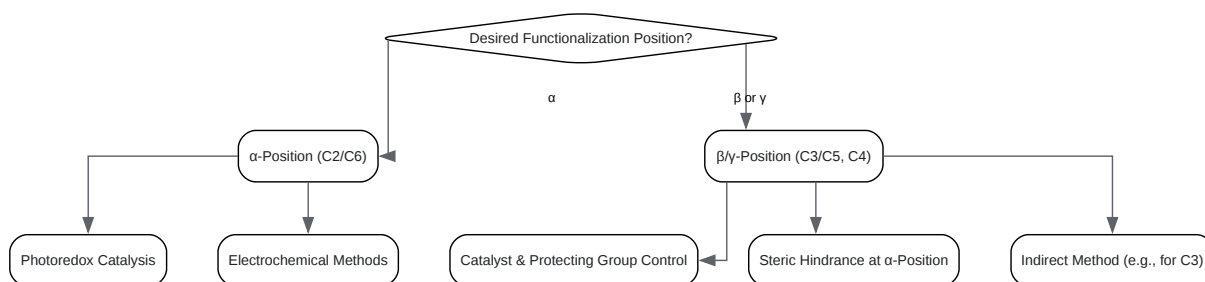 Desired Functionalization Position?
α
β or γ
α-Position (C2/C6)
β/γ-Position (C3/C5, C4)
Photoredox Catalysis
Electrochemical Methods
Catalyst & Protecting Group Control
Steric Hindrance at α-Position
Indirect Method (e.g., for C3)